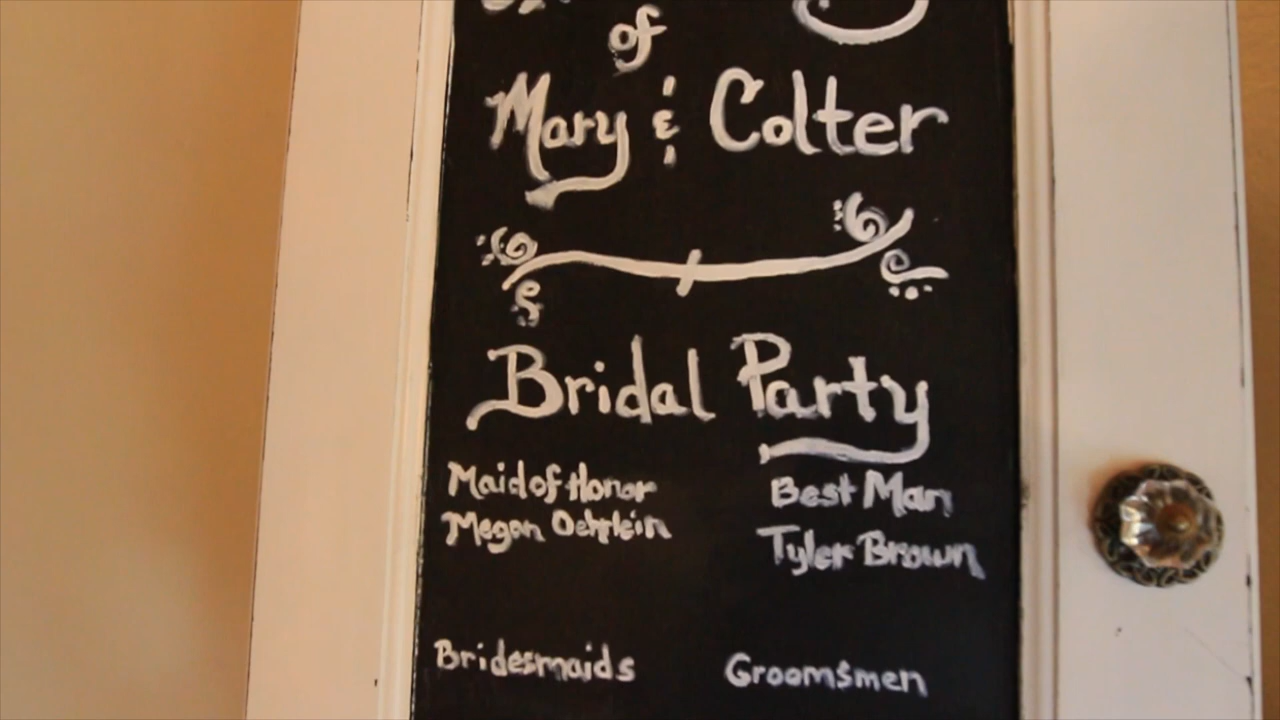 of
Mary & Colter
Bridal Party
Maid of Honor
Best Man
Megan Oehrlein
Tyler Brown
Bridesmaids
Groomsmen